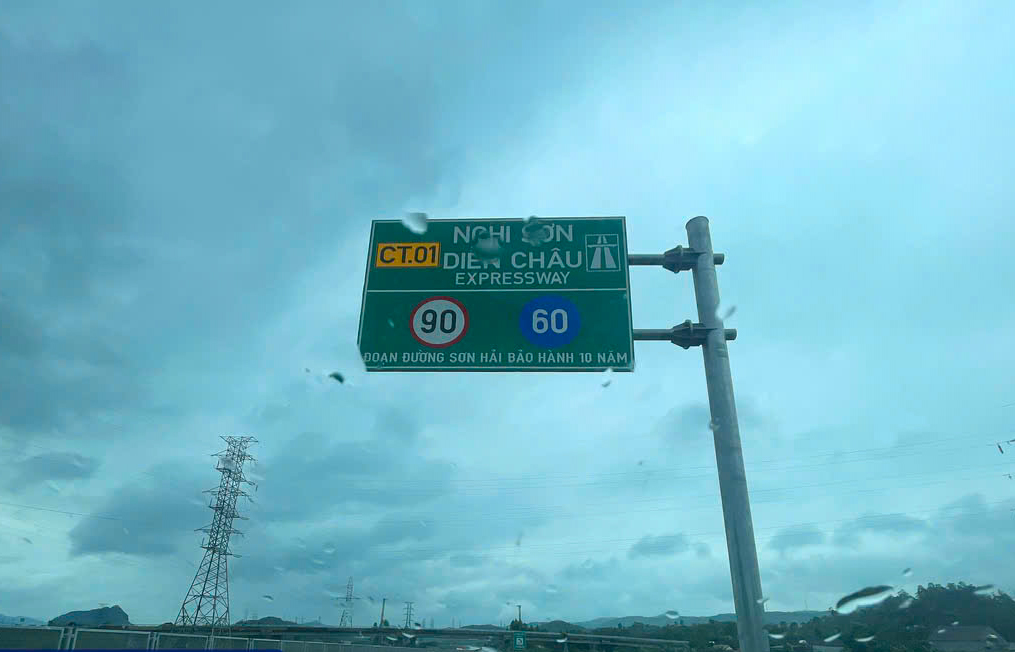 NGHI SƠN
CT.01
DIỄN CHÂU
EXPRESSWAY
90 60
ĐOẠN ĐƯỜNG SƠN HẢI BẢO HÀNH 10 NĂM